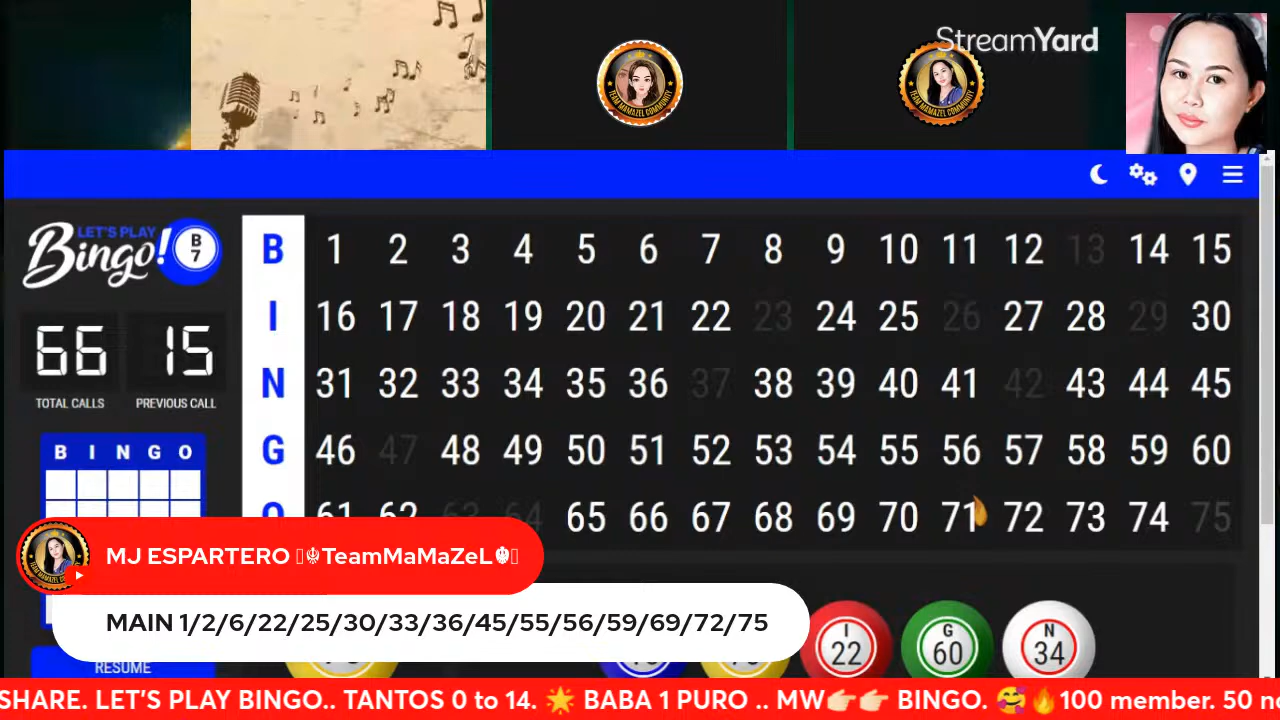 StreamYard
LET'S PLAY
Bingo!
B
7
66
15
TOTAL CALLS
PREVIOUS CALL
B I N G O
B 1 2 3 4 5 6 7 8 9 10 11 12 13 14 15
I 16 17 18 19 20 21 22 23 24 25 26 27 28 29 30
N 31 32 33 34 35 36 37 38 39 40 41 42 43 44 45
G 46 47 48 49 50 51 52 53 54 55 56 57 58 59 60
O 61 62 63 64 65 66 67 68 69 70 71 72 73 74 75
MJ ESPARTERO TeamMaMaZeL
MAIN 1/2/6/22/25/30/33/36/45/55/56/59/69/72/75
RESUME
I
22
G
60
N
34
SHARE. LET'S PLAY BINGO.. TANTOS 0 to 14. 🌟 BABA 1 PURO .. MW👉🏻👉🏻 BINGO. 🥰🔥100 member. 50 n